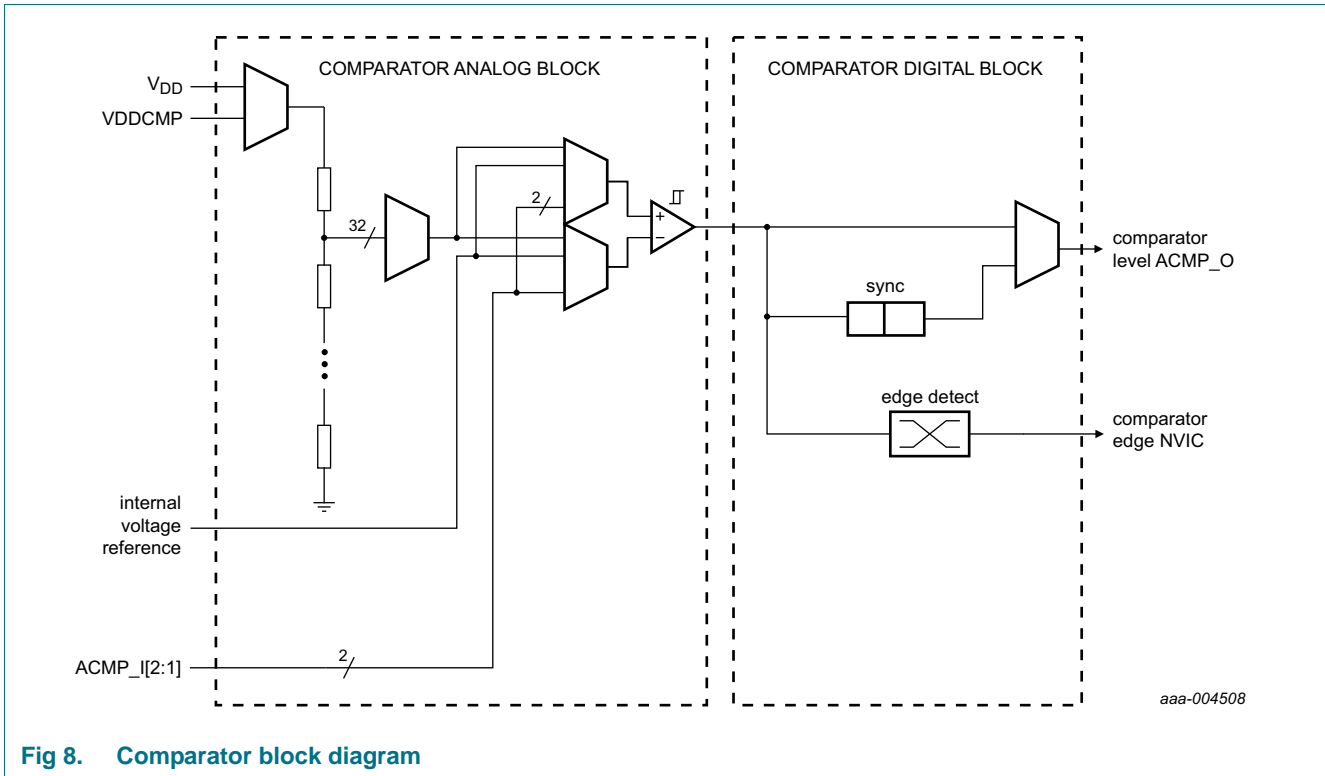 COMPARATOR ANALOG BLOCK
COMPARATOR DIGITAL BLOCK
VDD
VDDCMP
2
32
+
−
comparator
level ACMP_O
sync
edge detect
comparator
edge NVIC
internal
voltage
reference
2
ACMP_I[2:1]
aaa-004508
Fig 8. Comparator block diagram